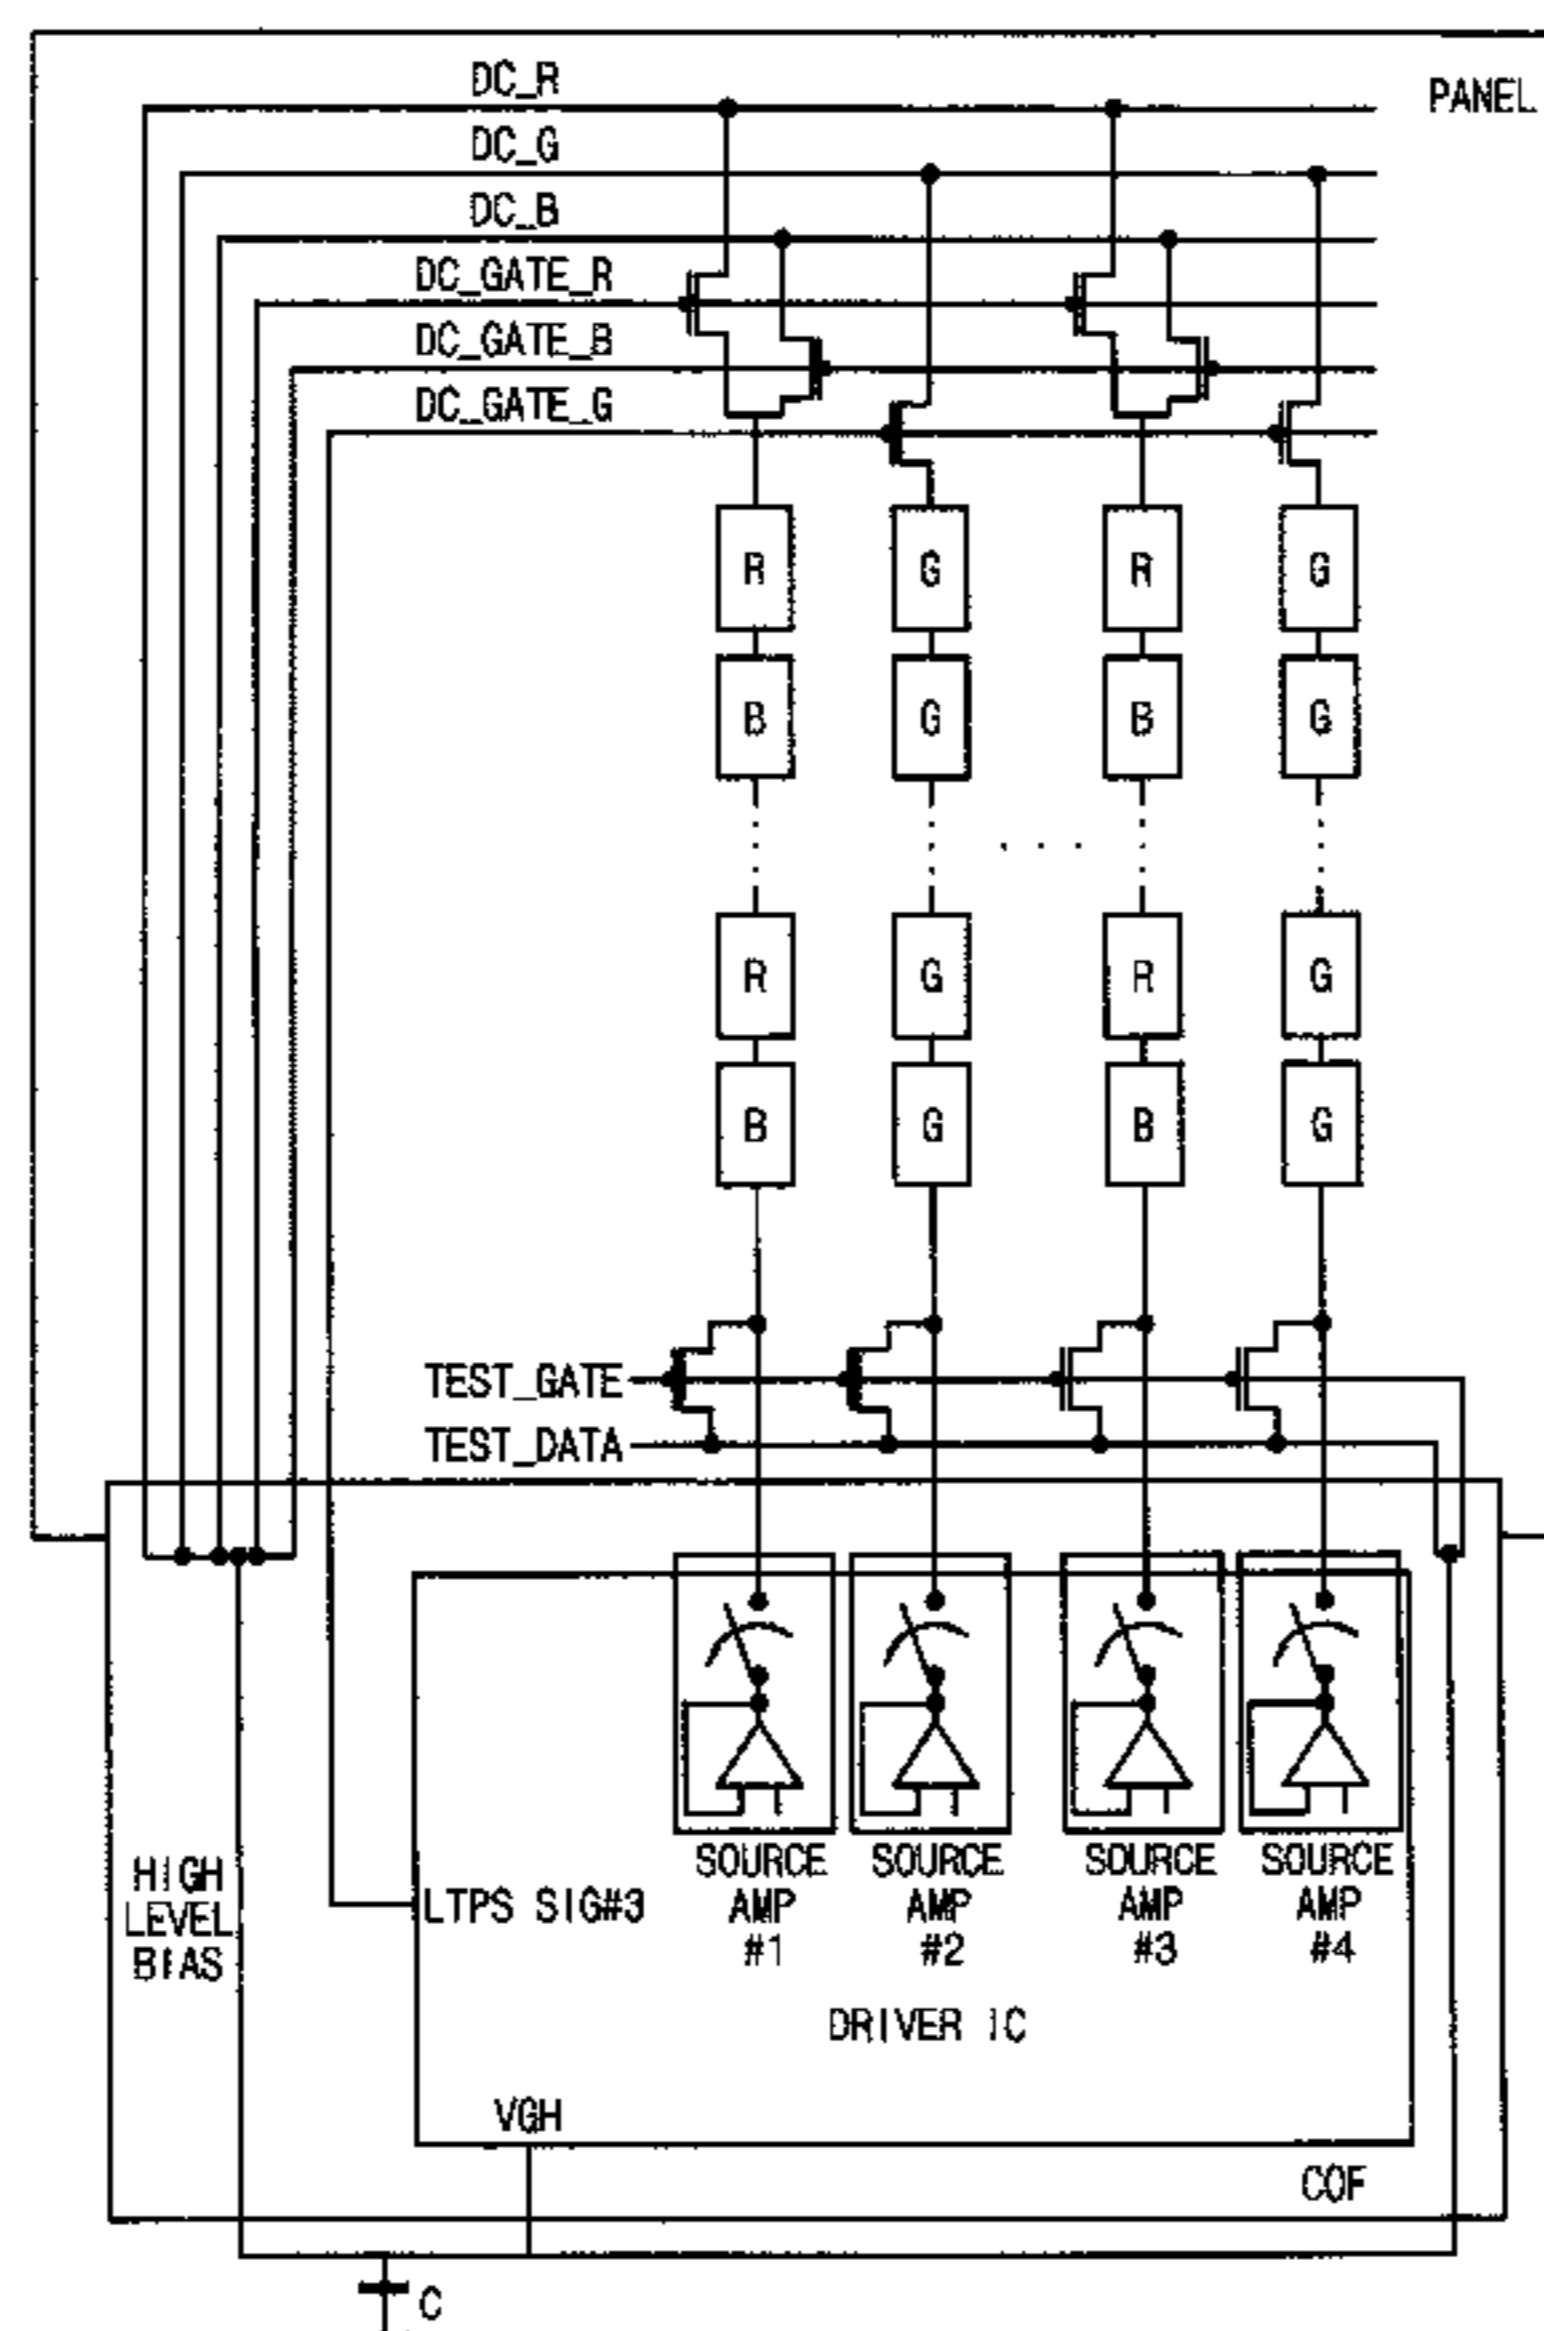 DC_R
PANEL
DC_G
DC_B
DC_GATE_R
DC_GATE_B
DC_GATE_G
R G R G
B G B G
R G R G
B G B G
TEST_GATE
TEST_DATA
SOURCE AMP #1
SOURCE AMP #2
SOURCE AMP #3
SOURCE AMP #4
HIGH
LEVEL
BIAS
LTPS SIG#3
DRIVER IC
VGH
COF
C